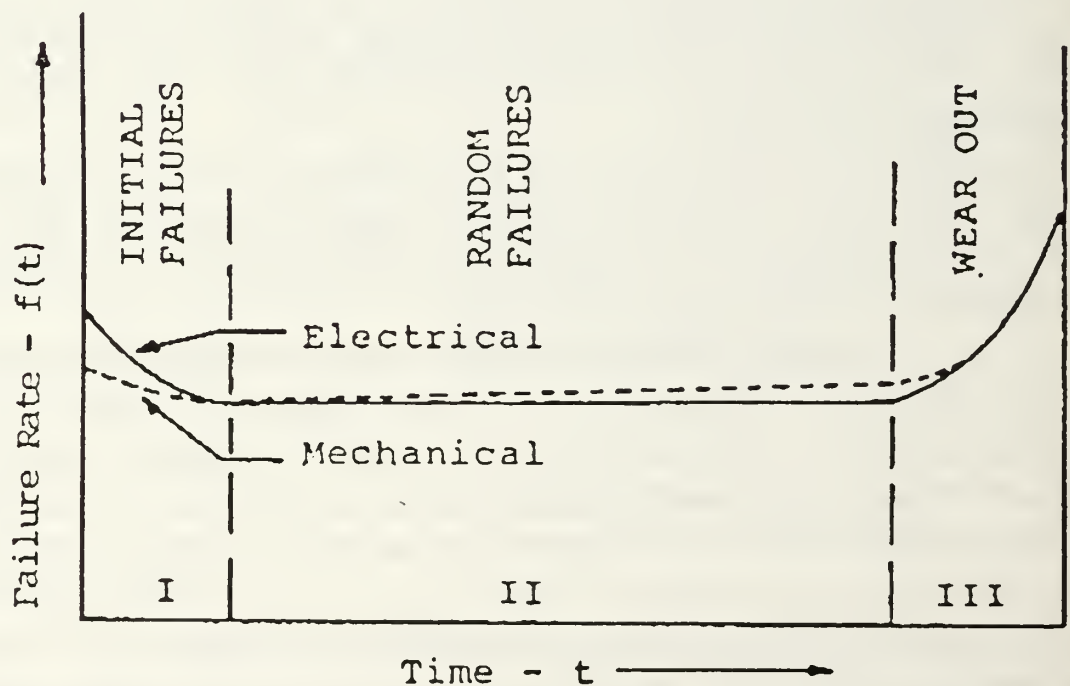 INITIAL
FAILURES
RANDOM
FAILURES
WEAR OUT
Failure Rate - f(t)
Electrical
Mechanical
I
II
III
Time - t